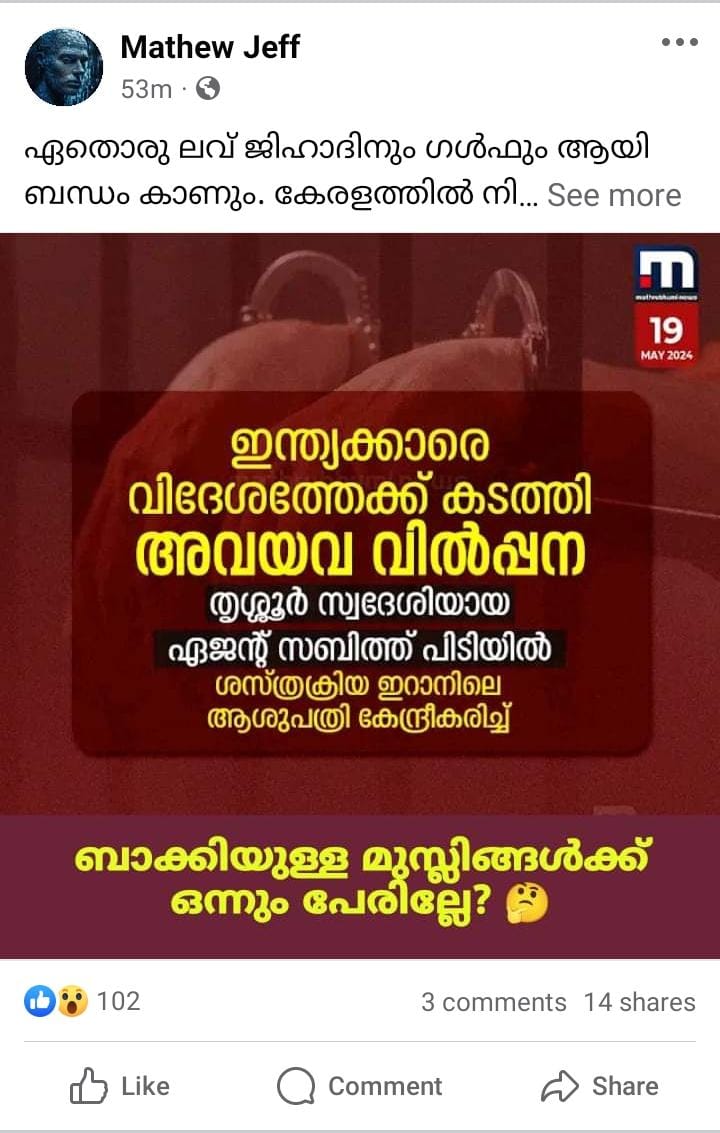 Mathew Jeff
53m ·
ഏതൊരു ലവ് ജിഹാദിനും ഗൾഫും ആയി
ബന്ധം കാണും. കേരളത്തിൽ നി... See more
mathrubhumi news
19
MAY 2024
ഇന്ത്യക്കാരെ
വിദേശത്തേക്ക് കടത്തി
അവയവ വിൽപ്പന
തൃശ്ശൂർ സ്വദേശിയായ
ഏജന്റ് സബിത്ത് പിടിയിൽ
ശസ്ത്രക്രിയ ഇറാനിലെ
ആശുപത്രി കേന്ദ്രീകരിച്ച്
ബാക്കിയുള്ള മുസ്ലിങ്ങൾക്ക്
ഒന്നും പേരില്ലേ? 🤔
102
3 comments 14 shares
Like Comment Share